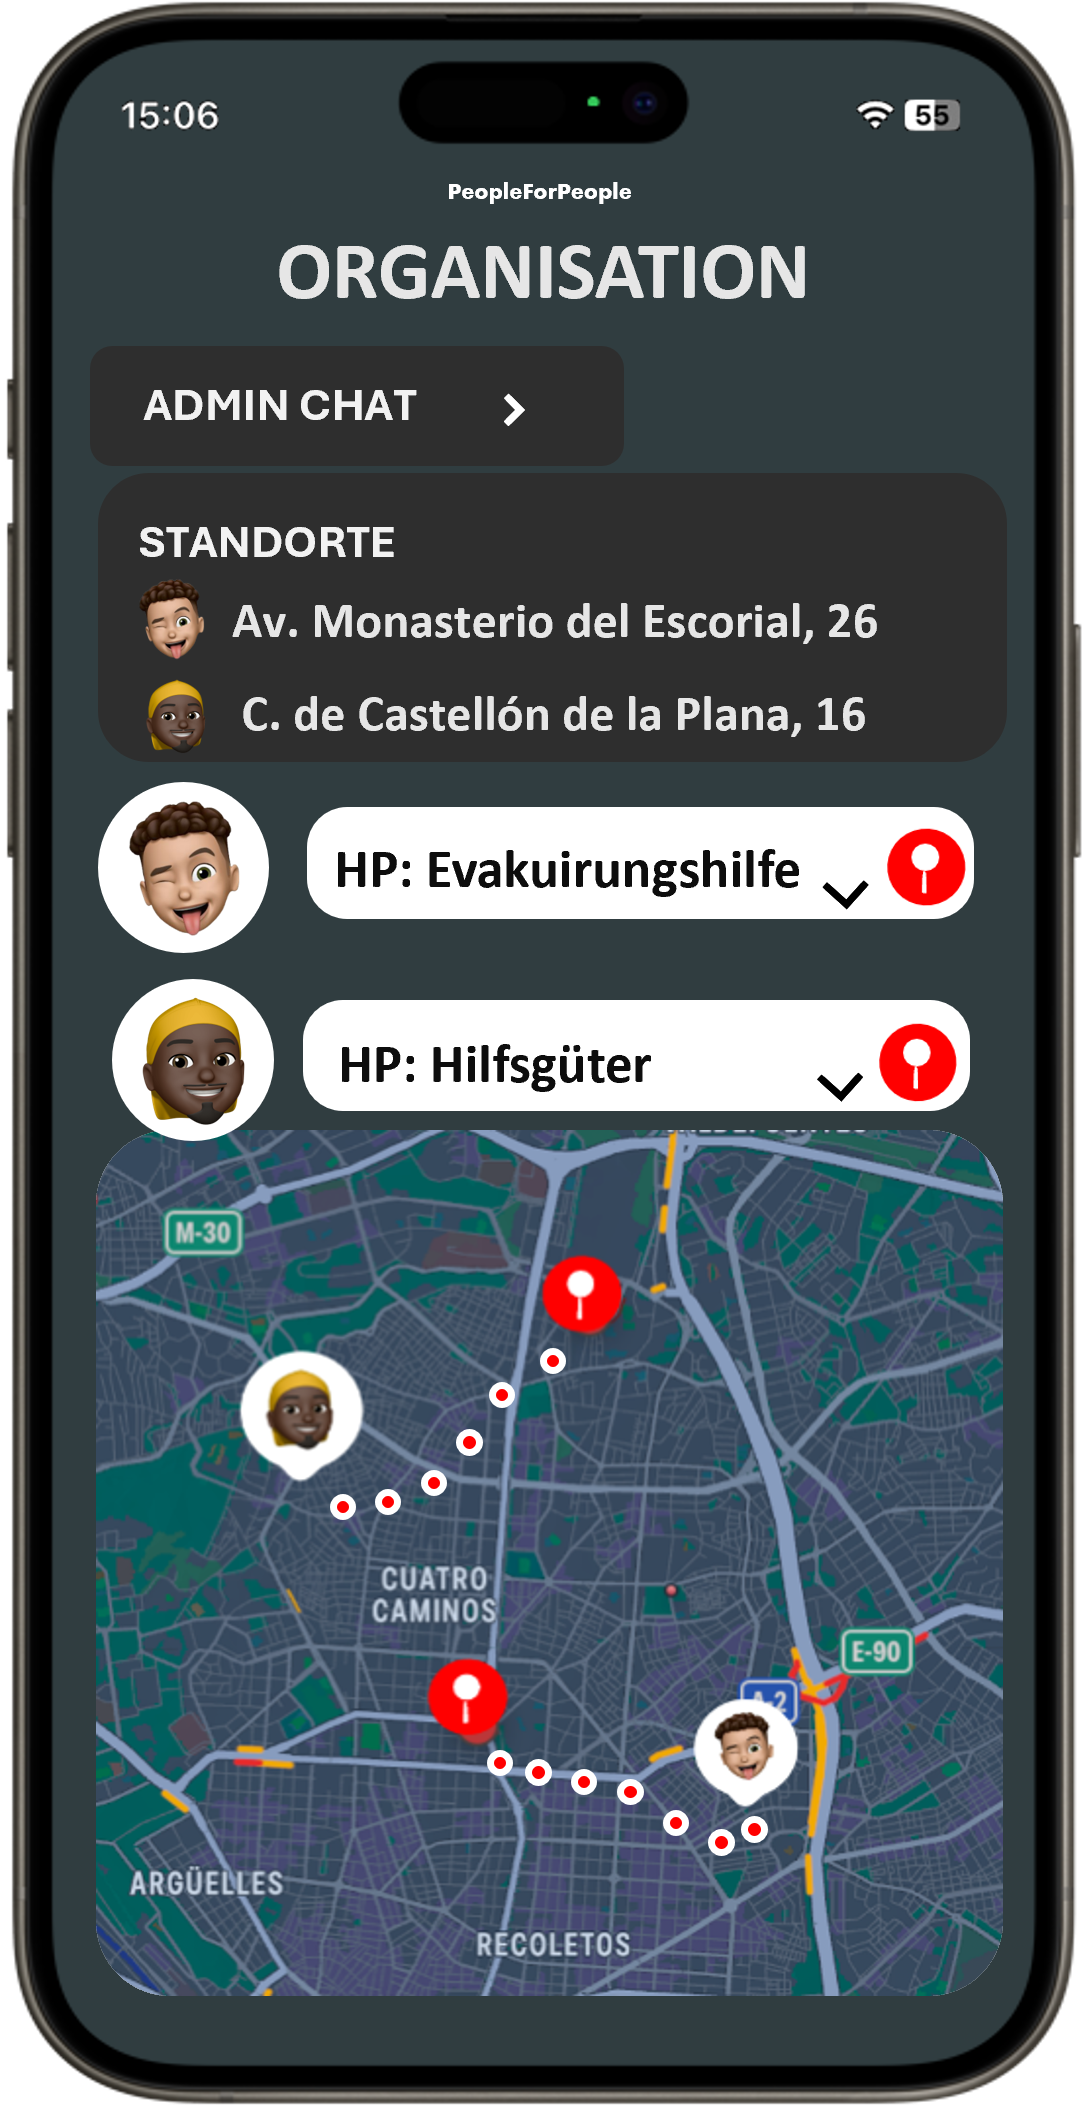 15:06
55
PeopleForPeople
ORGANISATION
ADMIN CHAT
STANDORTE
Av. Monasterio del Escorial, 26
C. de Castellón de la Plana, 16
HP: Evakuirungshilfe
HP: Hilfsgüter
M-30
CUATRO
CAMINOS
E-90
A-2
ARGÜELLES
RECOLETOS